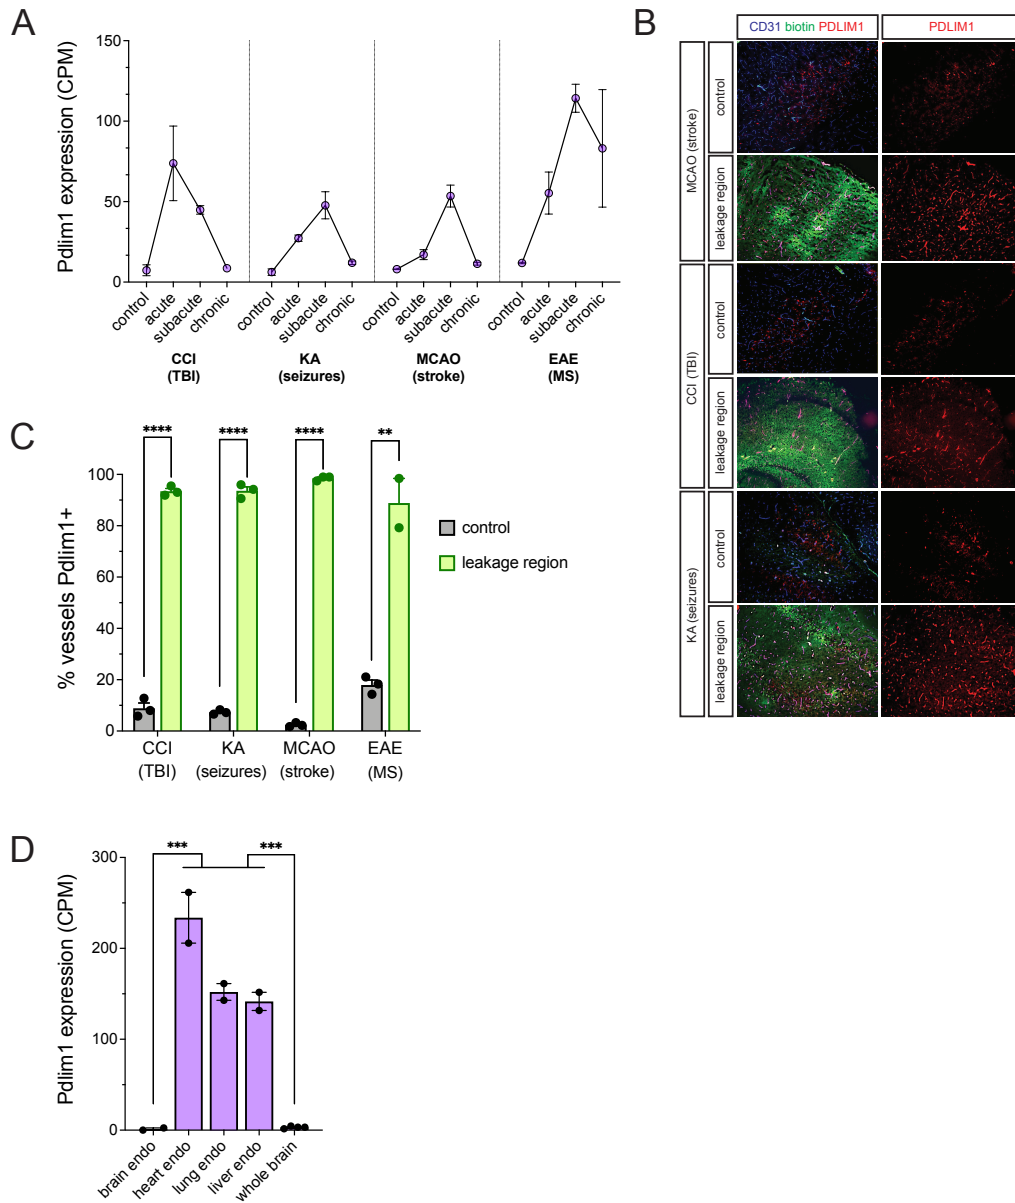 A
Pdlim1 expression (CPM)
150
100
50
0
control
acute
subacute
chronic
control
acute
subacute
chronic
control
acute
subacute
chronic
control
acute
subacute
chronic
CCI
(TBI)
KA
(seizures)
MCAO
(stroke)
EAE
(MS)
B
CD31 biotin PDLIM1
PDLIM1
MCAO (stroke)
control
leakage region
CCI (TBI)
control
leakage region
KA (seizures)
control
leakage region
C
% vessels Pdlim1+
100
80
60
40
20
0
****
****
****
**
control
leakage region
CCI
(TBI)
KA
(seizures)
MCAO
(stroke)
EAE
(MS)
D
Pdlim1 expression (CPM)
300
200
100
0
***
***
brain endo
heart endo
lung endo
liver endo
whole brain